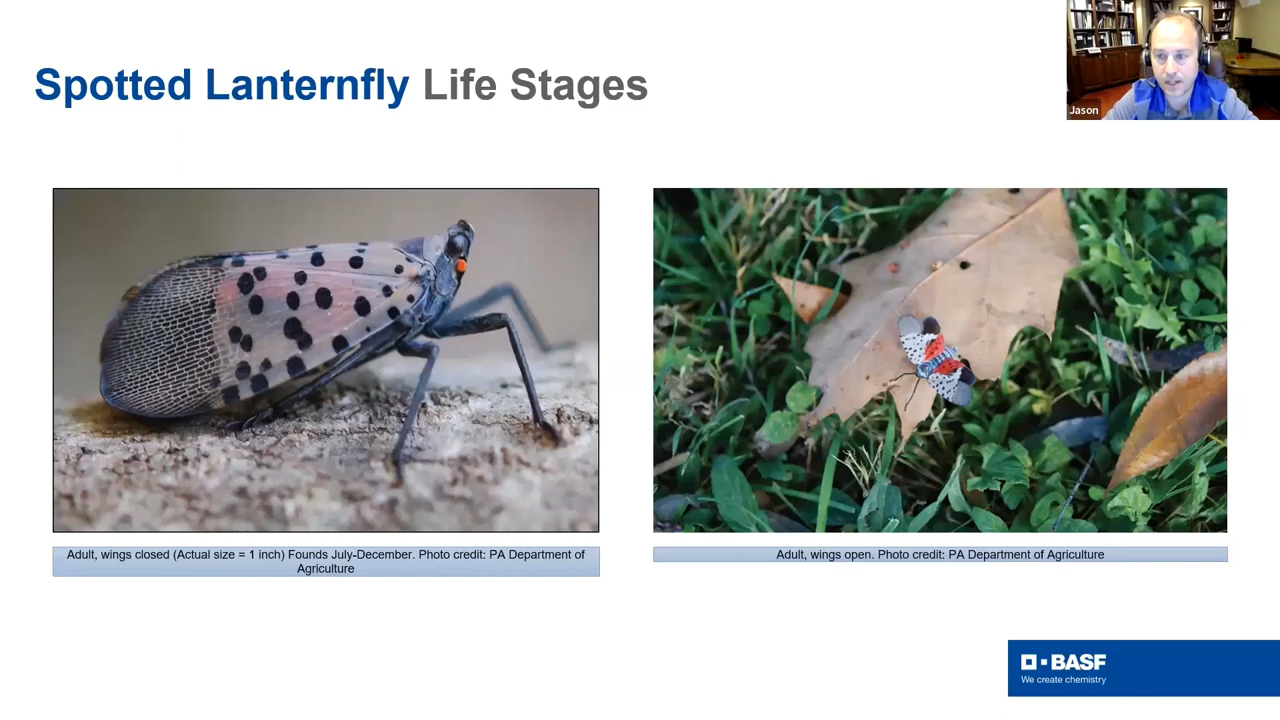 Spotted Lanternfly Life Stages
Jason
Adult, wings closed (Actual size = 1 inch) Founds July-December. Photo credit: PA Department of
Agriculture
Adult, wings open. Photo credit: PA Department of Agriculture
BASF
We create chemistry